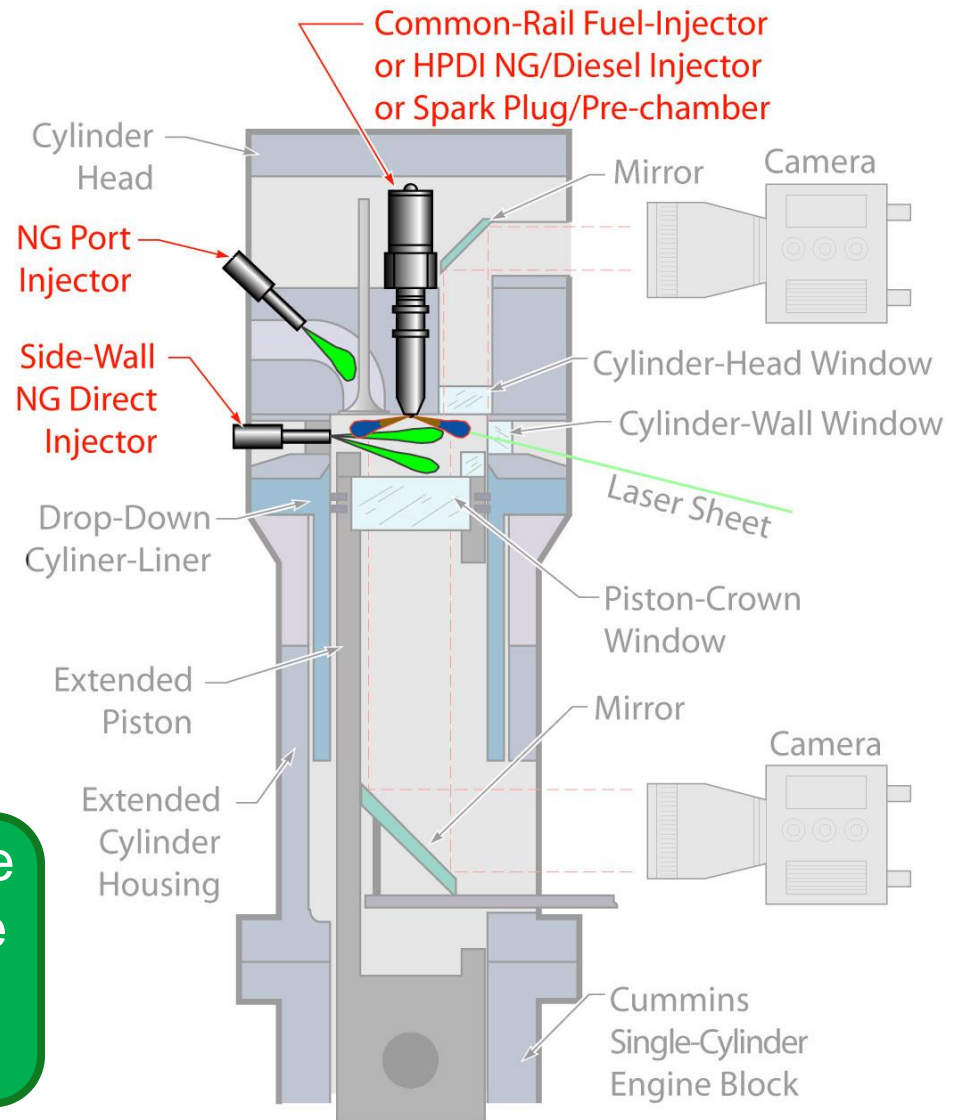 Common-Rail Fuel-Injector
or HPDI NG/Diesel Injector
or Spark Plug/Pre-chamber
Cylinder
Head
Mirror
Camera
NG Port
Injector
Side-Wall
NG Direct
Injector
Cylinder-Head Window
Cylinder-Wall Window
Laser Sheet
Drop-Down
Cyliner-Liner
Piston-Crown
Window
Extended
Piston
Mirror
Camera
Extended
Cylinder
Housing
e
e
Cummins
Single-Cylinder
Engine Block